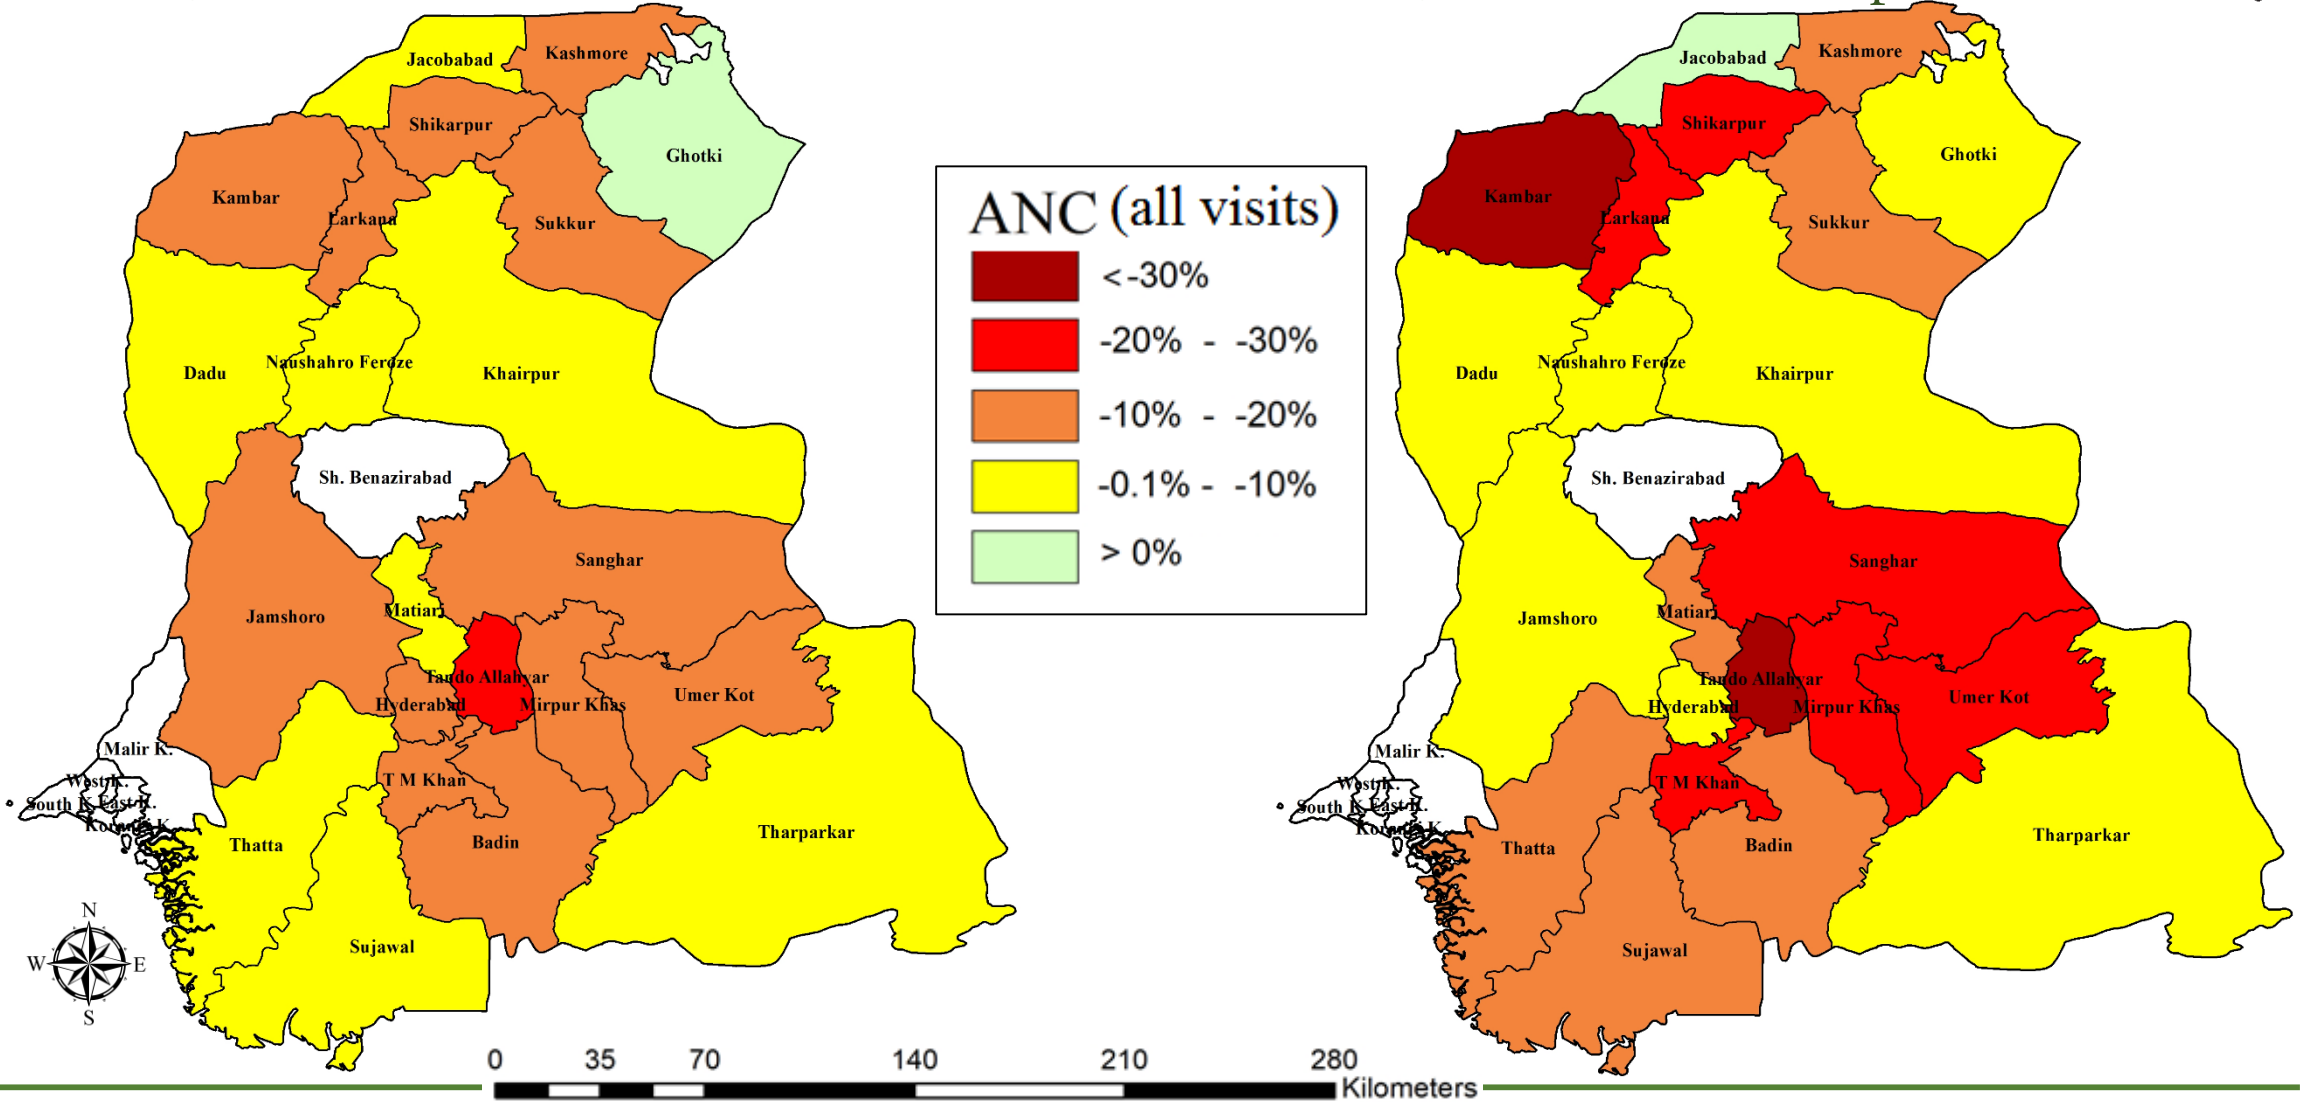 Jacobabad
Kashmore
Shikarpur
Ghotki
Kambar
Larkana
Sukkur
Dadu
Naushahro Feroze
Khairpur
Sh. Benazirabad
Sanghar
Jamshoro
Matiari
Tando Allahyar
Umer Kot
Hyderabad
Mirpur Khas
Malir K.
T M Khan
West K.
South K.
East K.
Korangi K.
Thatta
Badin
Tharparkar
Sujawal
N
W
E
S
ANC (all visits)
< -30%
-20% - -30%
-10% - -20%
-0.1% - -10%
> 0%
Jacobabad
Kashmore
Shikarpur
Ghotki
Kambar
Larkana
Sukkur
Dadu
Naushahro Feroze
Khairpur
Sh. Benazirabad
Sanghar
Jamshoro
Matiari
Tando Allahyar
Umer Kot
Hyderabad
Mirpur Khas
Malir K.
T M Khan
West K.
South K.
East K.
Korangi K.
Thatta
Badin
Tharparkar
Sujawal
0 35 70 140 210 280
Kilometers